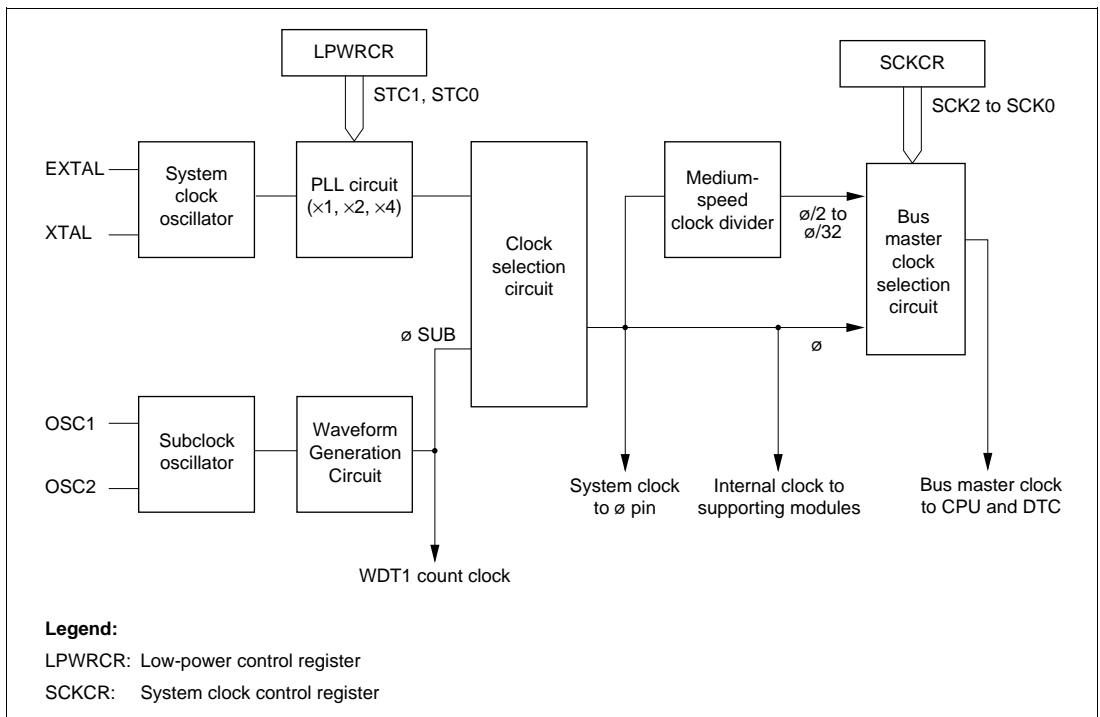 LPWRCR
SCKCR
STC1, STC0
SCK2 to SCK0
EXTAL
XTAL
System
clock
oscillator
PLL circuit
(×1, ×2, ×4)
Clock
selection
circuit
Medium-
speed
clock divider
ø/2 to
ø/32
Bus
master
clock
selection
circuit
ø SUB
ø
OSC1
OSC2
Subclock
oscillator
Waveform
Generation
Circuit
System clock
to ø pin
Internal clock to
supporting modules
Bus master clock
to CPU and DTC
WDT1 count clock
Legend:
LPWRCR: Low-power control register
SCKCR: System clock control register